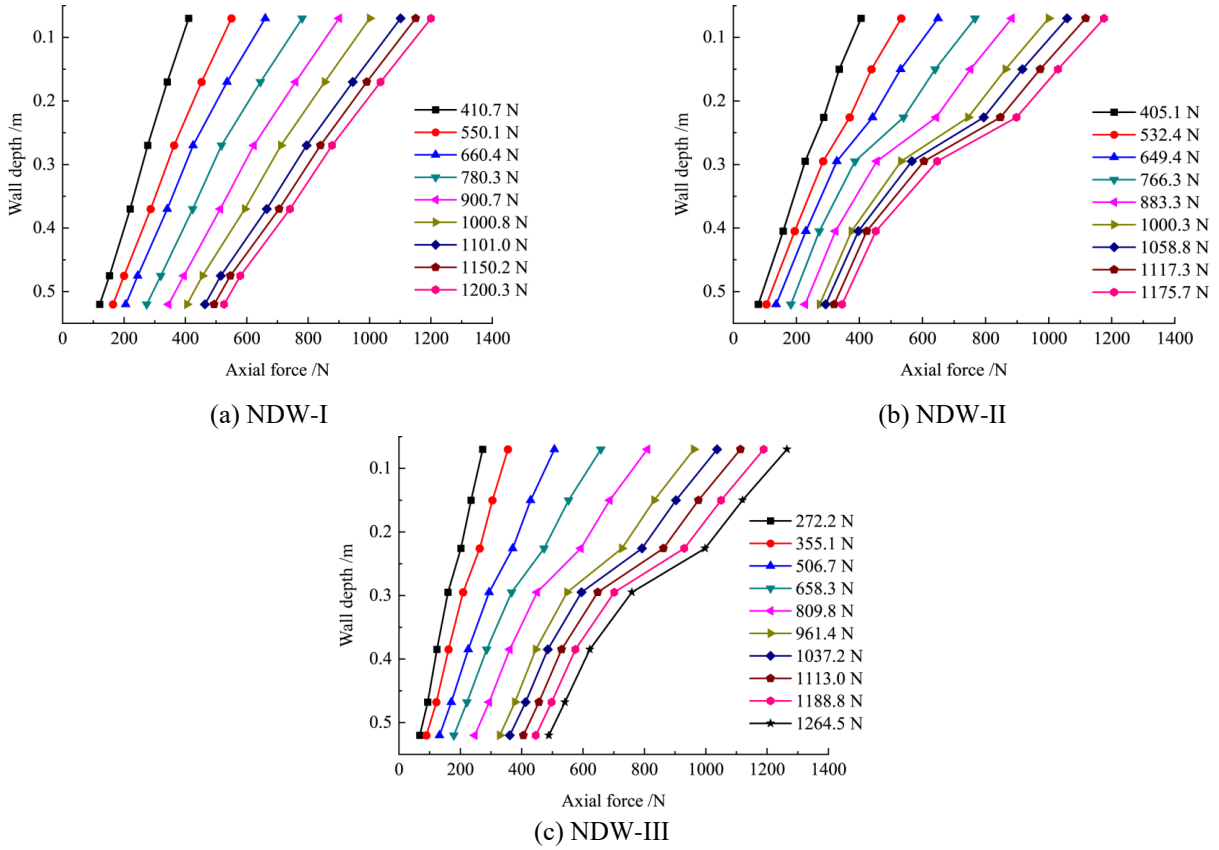 0.1
0.2
0.3
0.4
0.5
Wall depth /m
0
200
400
600
800
1000
1200
1400
Axial force /N
410.7 N
550.1 N
660.4 N
780.3 N
900.7 N
1000.8 N
1101.0 N
1150.2 N
1200.3 N
(a) NDW-I
0.1
0.2
0.3
0.4
0.5
Wall depth /m
0
200
400
600
800
1000
1200
1400
Axial force /N
405.1 N
532.4 N
649.4 N
766.3 N
883.3 N
1000.3 N
1058.8 N
1117.3 N
1175.7 N
(b) NDW-II
0.1
0.2
0.3
0.4
0.5
Wall depth /m
0
200
400
600
800
1000
1200
1400
Axial force /N
272.2 N
355.1 N
506.7 N
658.3 N
809.8 N
961.4 N
1037.2 N
1113.0 N
1188.8 N
1264.5 N
(c) NDW-III